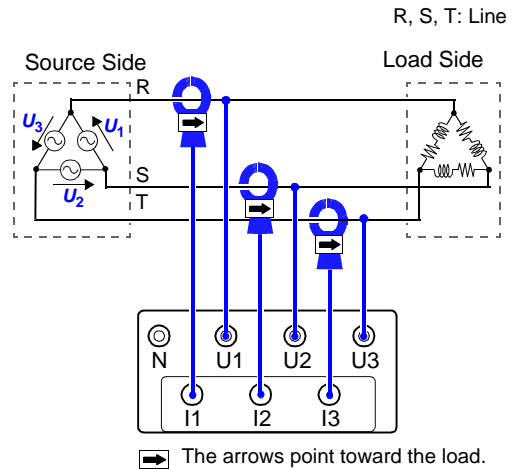 R, S, T: Line
Source Side
Load Side
R
U3
U1
U2
S
T
N
U1
U2
U3
I1
I2
I3
The arrows point toward the load.